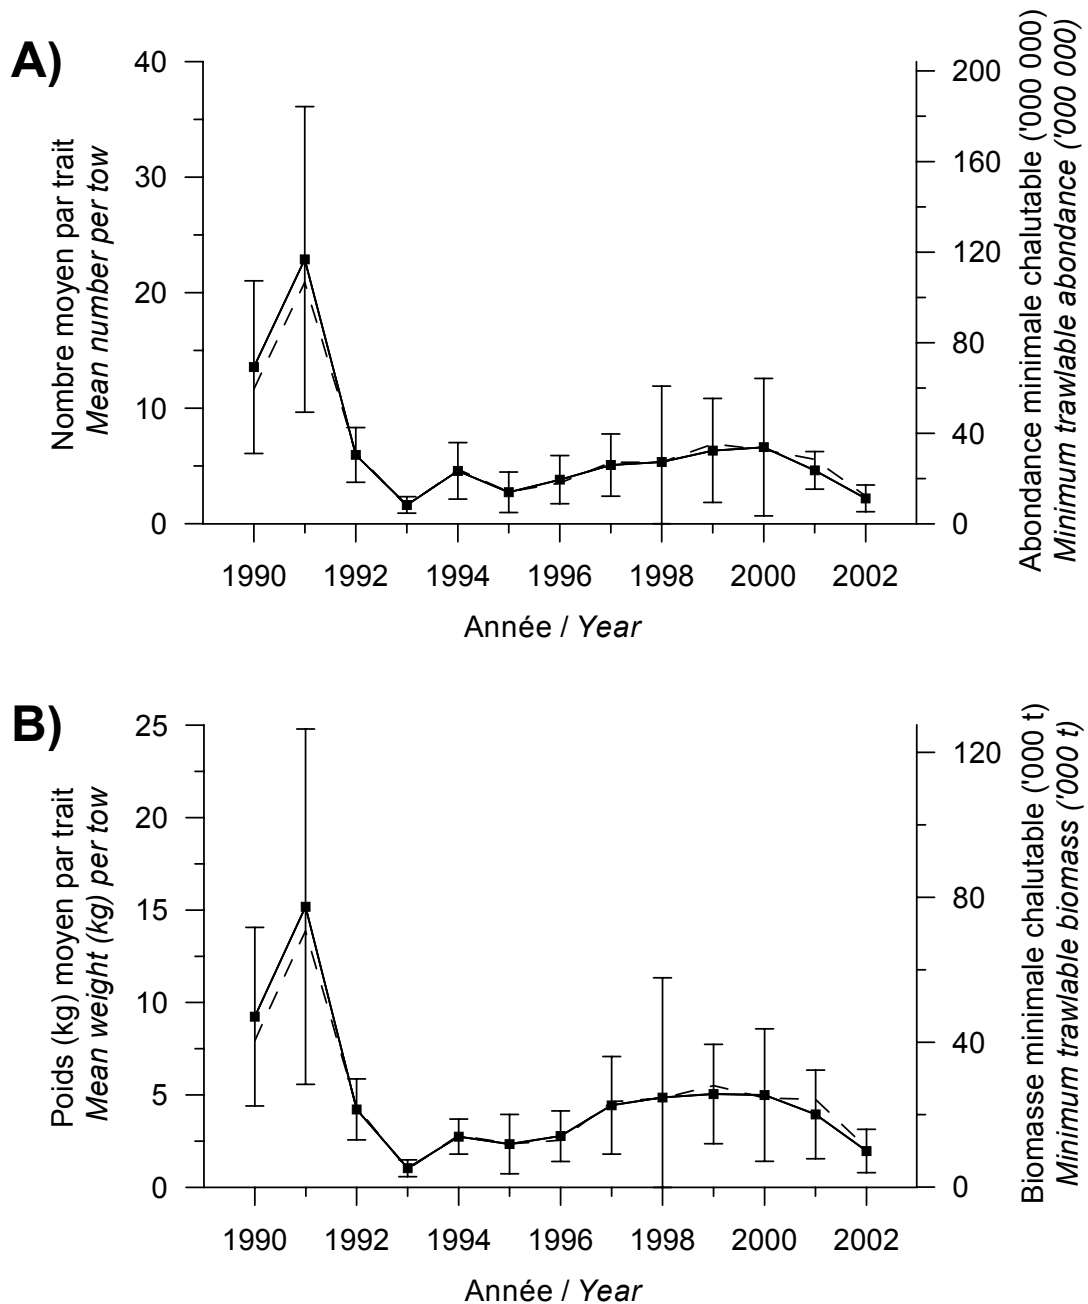 A)
Nombre moyen par trait
Mean number per tow
40
30
20
10
0
200
160
120
80
40
0
Abondance minimale chalutable ('000 000)
Minimum trawlable abondance ('000 000)
1990 1992 1994 1996 1998 2000 2002
Année / Year
B)
Poids (kg) moyen par trait
Mean weight (kg) per tow
25
20
15
10
5
0
120
80
40
0
Biomasse minimale chalutable ('000 t)
Minimum trawlable biomass ('000 t)
1990 1992 1994 1996 1998 2000 2002
Année / Year